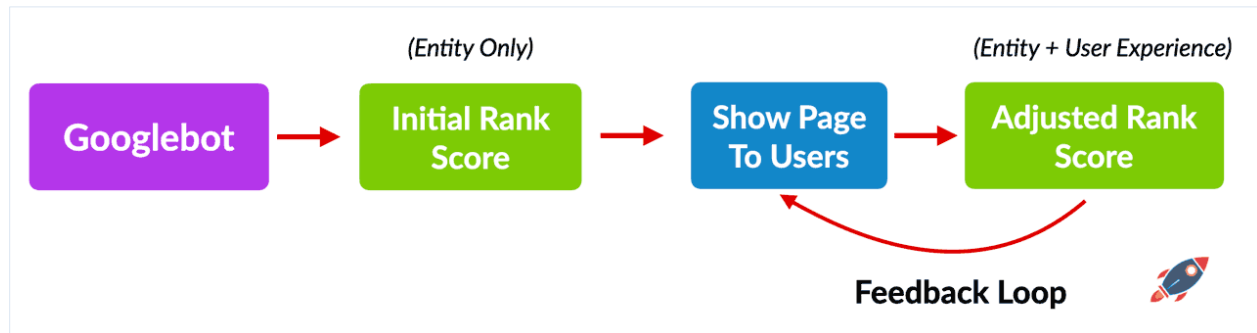 (Entity Only)
(Entity + User Experience)
Googlebot
Initial Rank
Score
Show Page
To Users
Adjusted Rank
Score
Feedback Loop